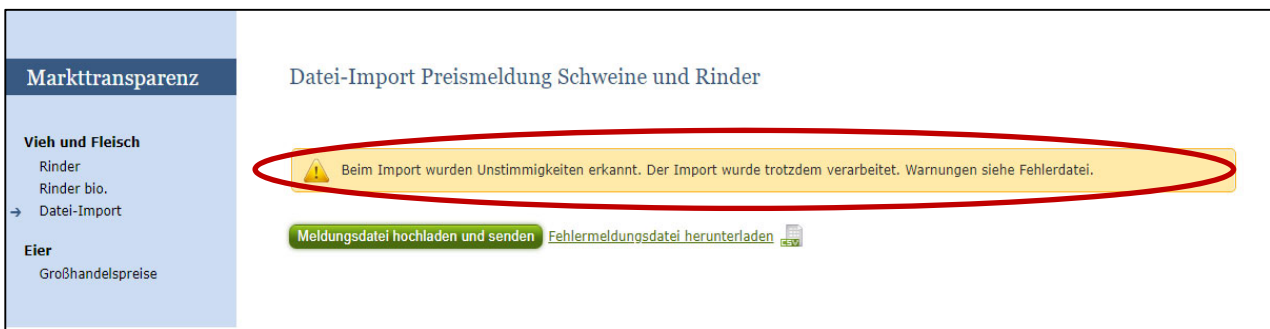 Markttransparenz
Vieh und Fleisch
Rinder
Rinder bio.
→ Datei-Import
Eier
Großhandelspreise
Datei-Import Preismeldung Schweine und Rinder
Beim Import wurden Unstimmigkeiten erkannt. Der Import wurde trotzdem verarbeitet. Warnungen siehe Fehlerdatei.
Meldungsdatei hochladen und senden Fehlermeldungsdatei herunterladen CSV